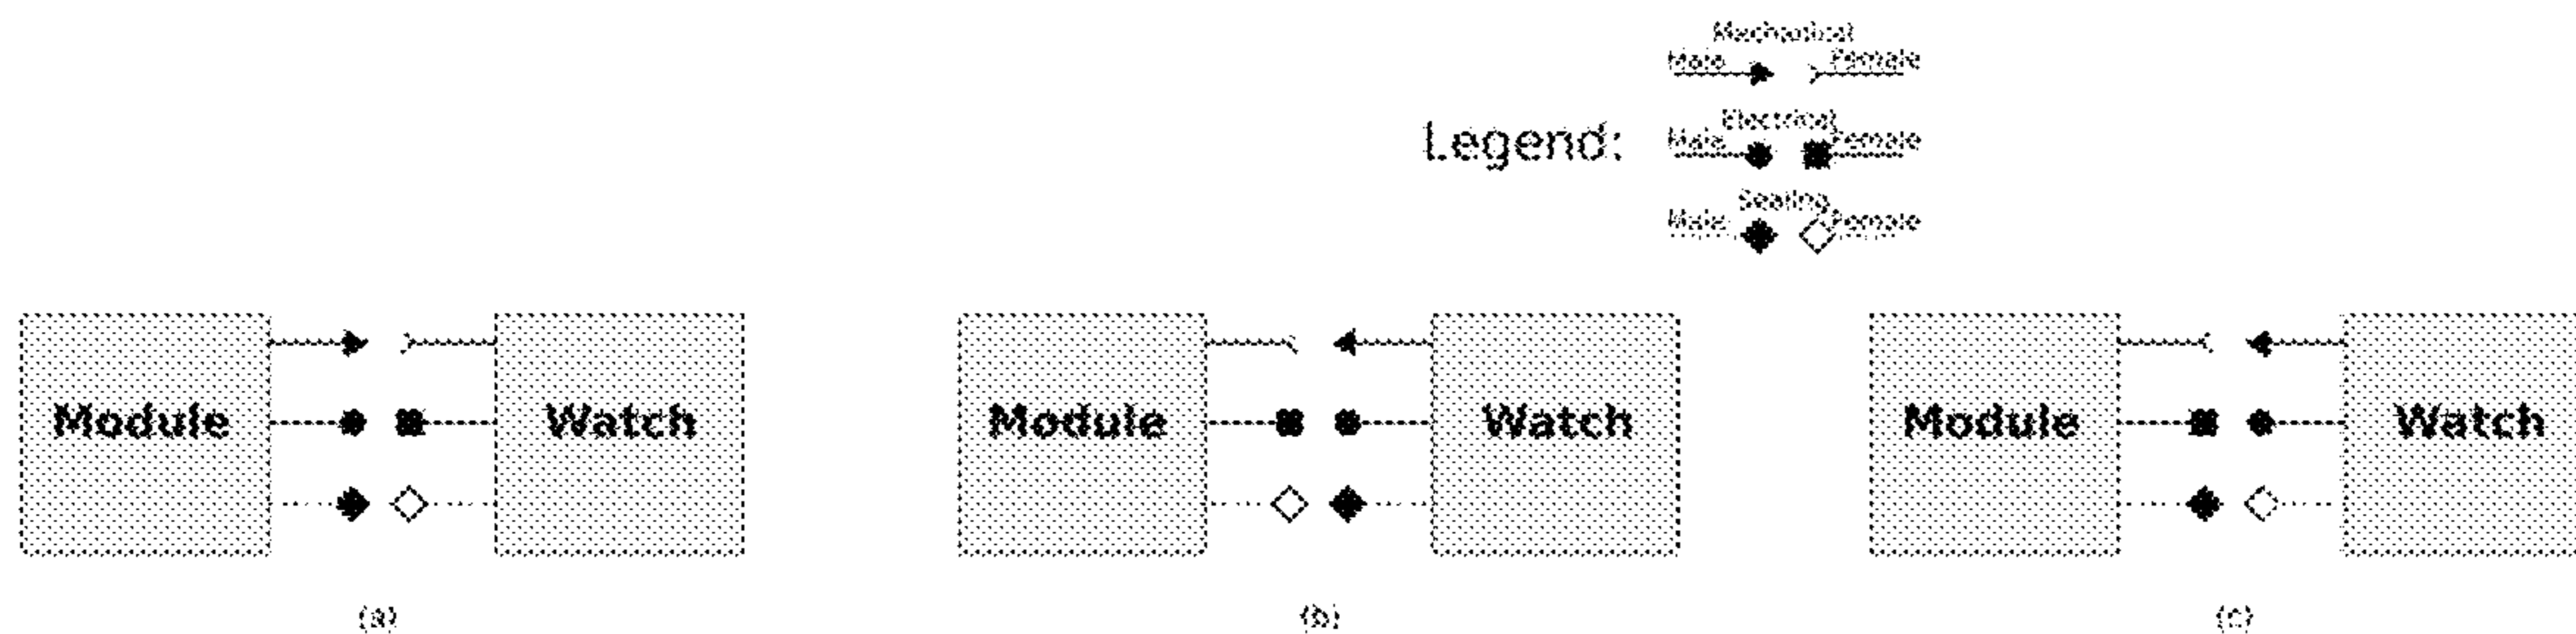 Mechanical
Male Female
Legend:
Electrical
Male Female
Sealing
Male Female
Module Watch
Module Watch
Module Watch
(a) (b) (c)